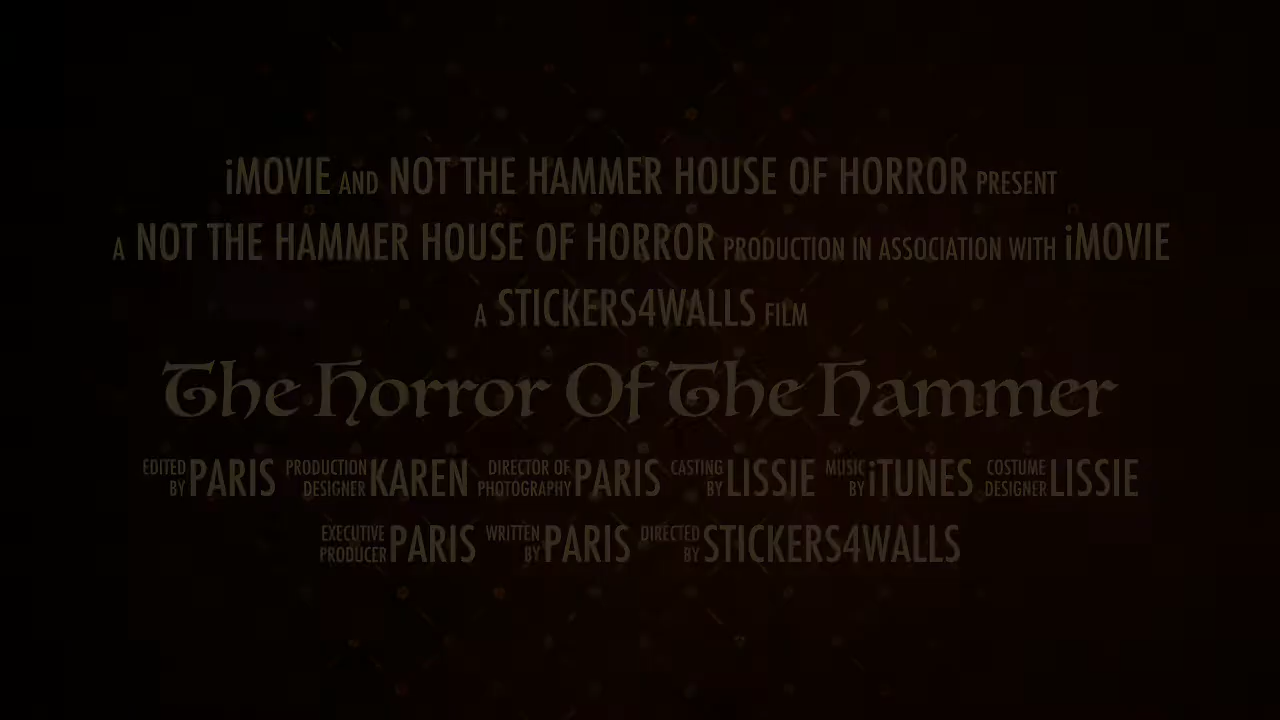 iMOVIE AND NOT THE HAMMER HOUSE OF HORROR PRESENT
A NOT THE HAMMER HOUSE OF HORROR PRODUCTION IN ASSOCIATION WITH iMOVIE
A STICKERS4WALLS FILM
The Horror Of The Hammer
EDITED BY PARIS PRODUCTION DESIGNER KAREN DIRECTOR OF PHOTOGRAPHY PARIS CASTING BY LISSIE MUSIC BY iTUNES COSTUME DESIGNER LISSIE
EXECUTIVE PRODUCER PARIS WRITTEN BY PARIS DIRECTED BY STICKERS4WALLS